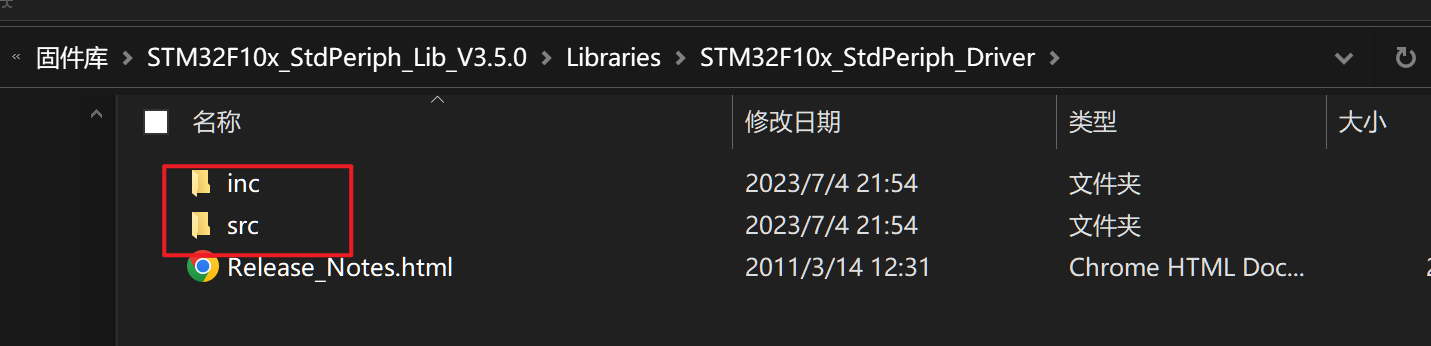 « 固件库 > STM32F10x_StdPeriph_Lib_V3.5.0 > Libraries > STM32F10x_StdPeriph_Driver >
名称 修改日期 类型 大小
inc 2023/7/4 21:54 文件夹
src 2023/7/4 21:54 文件夹
Release_Notes.html 2011/3/14 12:31 Chrome HTML Doc...